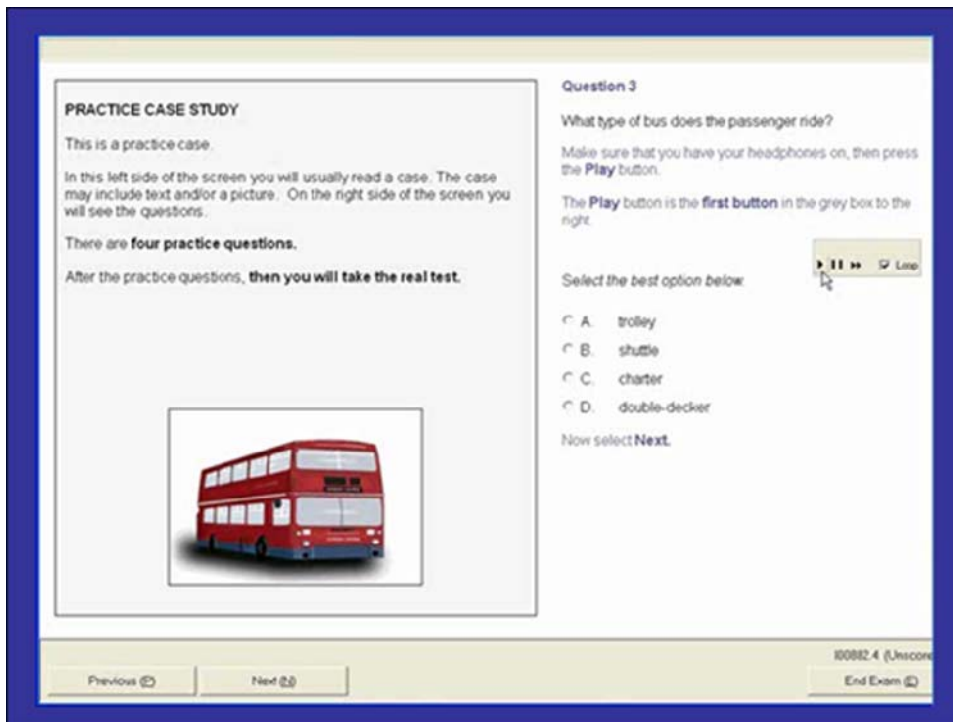 PRACTICE CASE STUDY
This is a practice case.
In this left side of the screen you will usually read a case. The case
may include text and/or a picture. On the right side of the screen you
will see the questions.
There are four practice questions.
After the practice questions, then you will take the real test.
Question 3
What type of bus does the passenger ride?
Make sure that you have your headphones on, then press
the Play button.
The Play button is the first button in the grey box to the
right.
Loop
Select the best option below.
A. trolley
B. shuttle
C. charter
D. double-decker
Now select Next.
I00882.4 (Unscore
Previous (P)
Next (N)
End Exam (E)